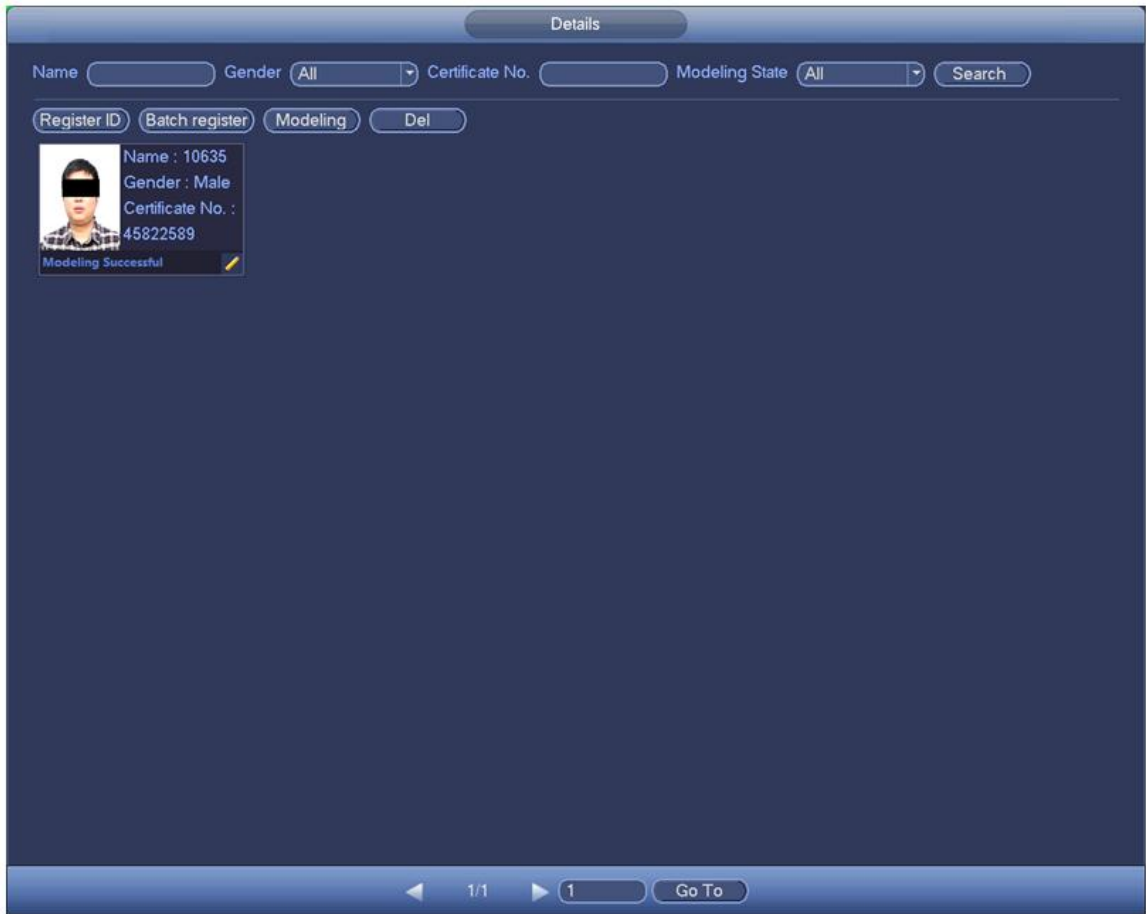 Details
Name Gender All Certificate No. Modeling State All Search
Register ID Batch register Modeling Del
Name : 10635
Gender : Male
Certificate No. :
45822589
Modeling Successful
1/1 1 Go To